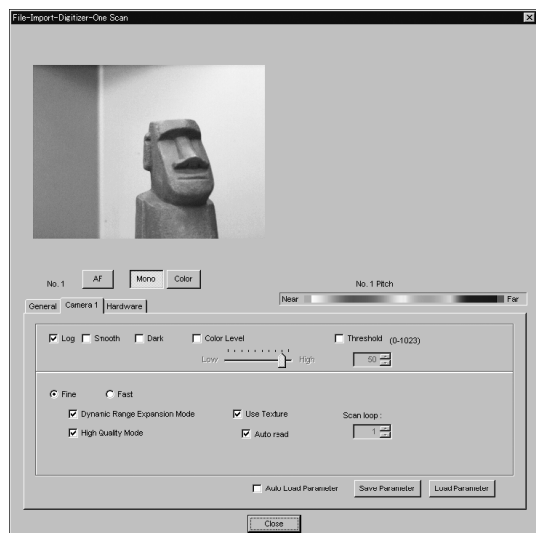 File-Import-Digitizer-One Scan
No. 1 AF Mono Color
No. 1 Pitch
Near Far
General Camera 1 Hardware
Log Smooth Dark Color Level Threshold (0-1023)
Low High 50
Fine Fast
Dynamic Range Expansion Mode Use Texture Scan loop :
High Quality Mode Auto read 1
Auto Load Parameter Save Parameter Load Parameter
Close